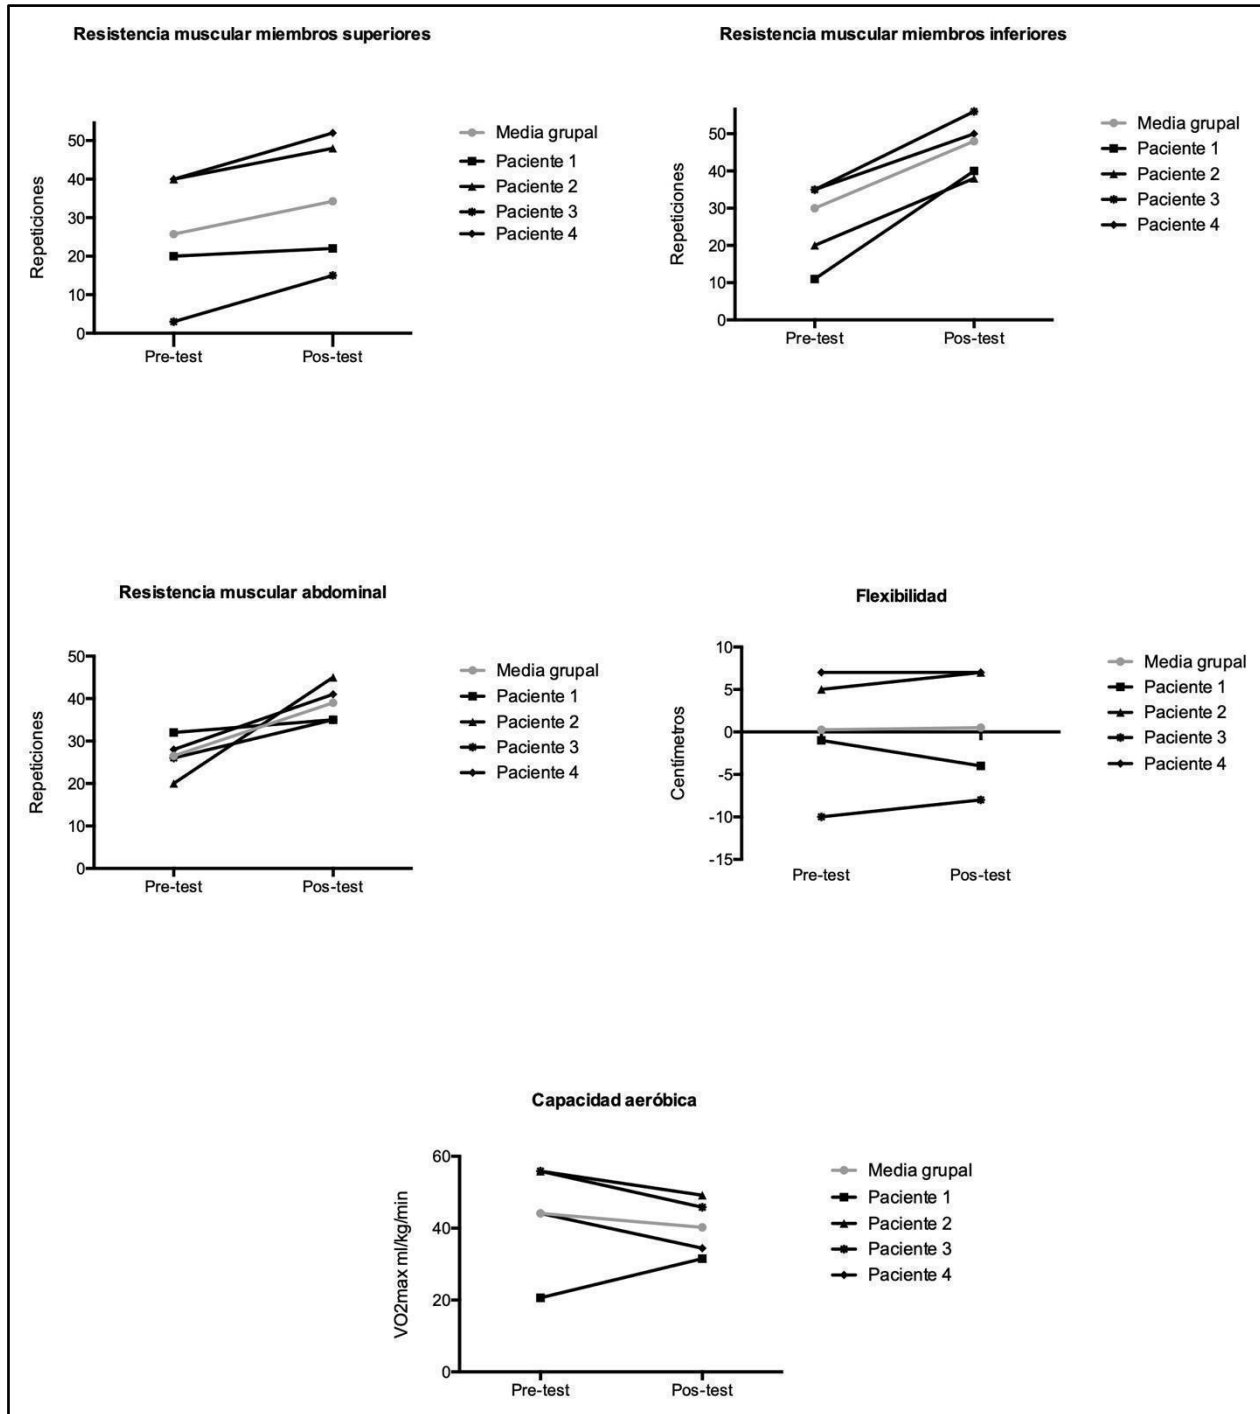 Resistencia muscular miembros superiores
Repeticiones
50
40
30
20
10
0
Pre-test
Pos-test
Media grupal
Paciente 1
Paciente 2
Paciente 3
Paciente 4
Resistencia muscular miembros inferiores
Repeticiones
50
40
30
20
10
0
Pre-test
Pos-test
Media grupal
Paciente 1
Paciente 2
Paciente 3
Paciente 4
Resistencia muscular abdominal
Repeticiones
50
40
30
20
10
0
Pre-test
Pos-test
Media grupal
Paciente 1
Paciente 2
Paciente 3
Paciente 4
Flexibilidad
Centímetros
10
5
0
-5
-10
-15
Pre-test
Pos-test
Media grupal
Paciente 1
Paciente 2
Paciente 3
Paciente 4
Capacidad aeróbica
VO2max ml/kg/min
60
40
20
0
Pre-test
Pos-test
Media grupal
Paciente 1
Paciente 2
Paciente 3
Paciente 4